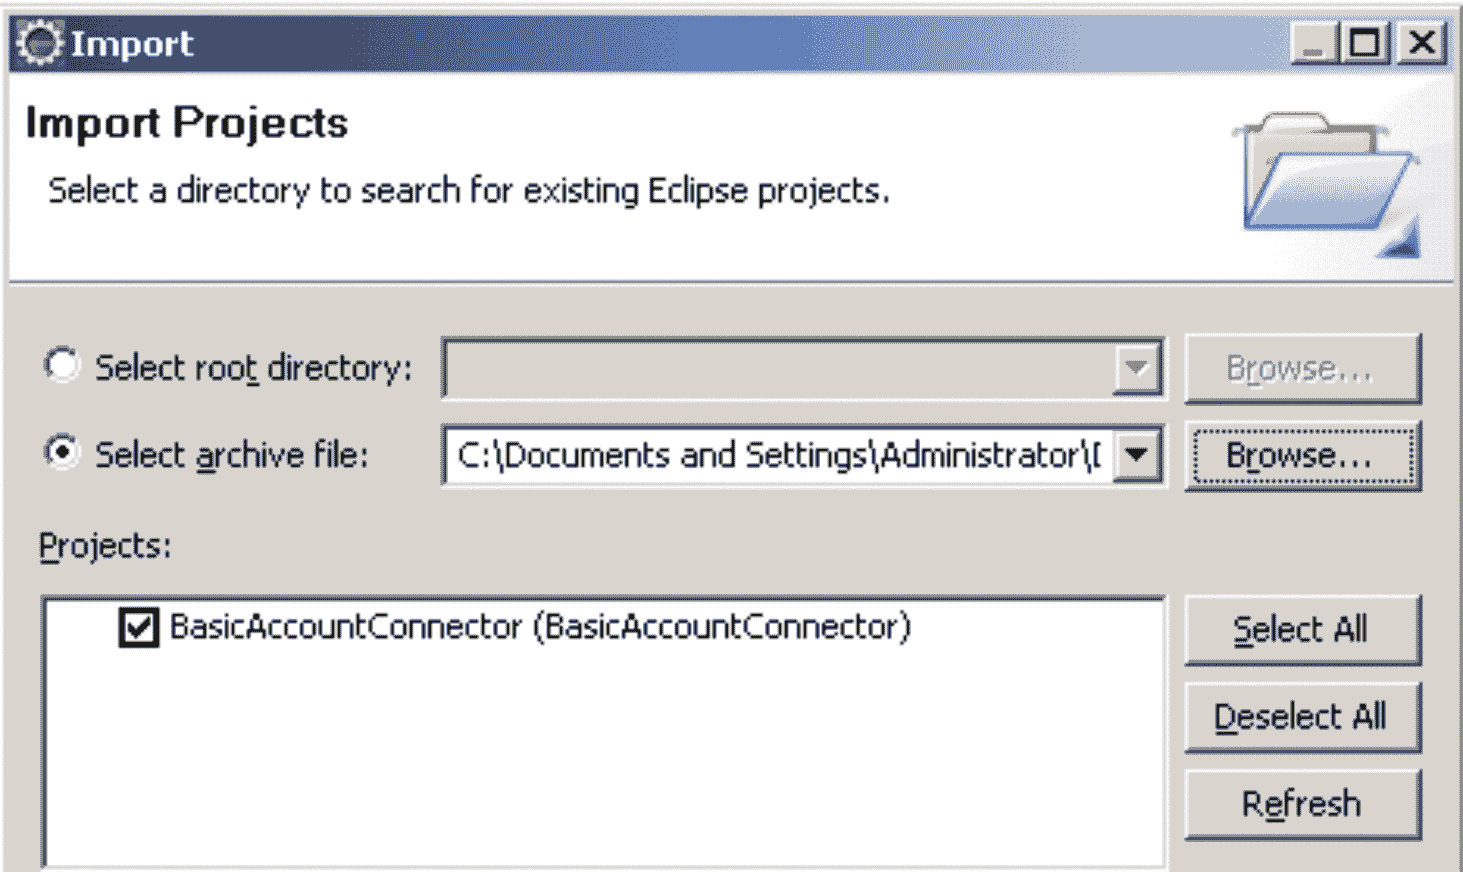 Import
Import Projects
Select a directory to search for existing Eclipse projects.
Select root directory: Browse...
Select archive file: C:\Documents and Settings\Administrator\ Browse...
Projects:
BasicAccountConnector (BasicAccountConnector)
Select All
Deselect All
Refresh